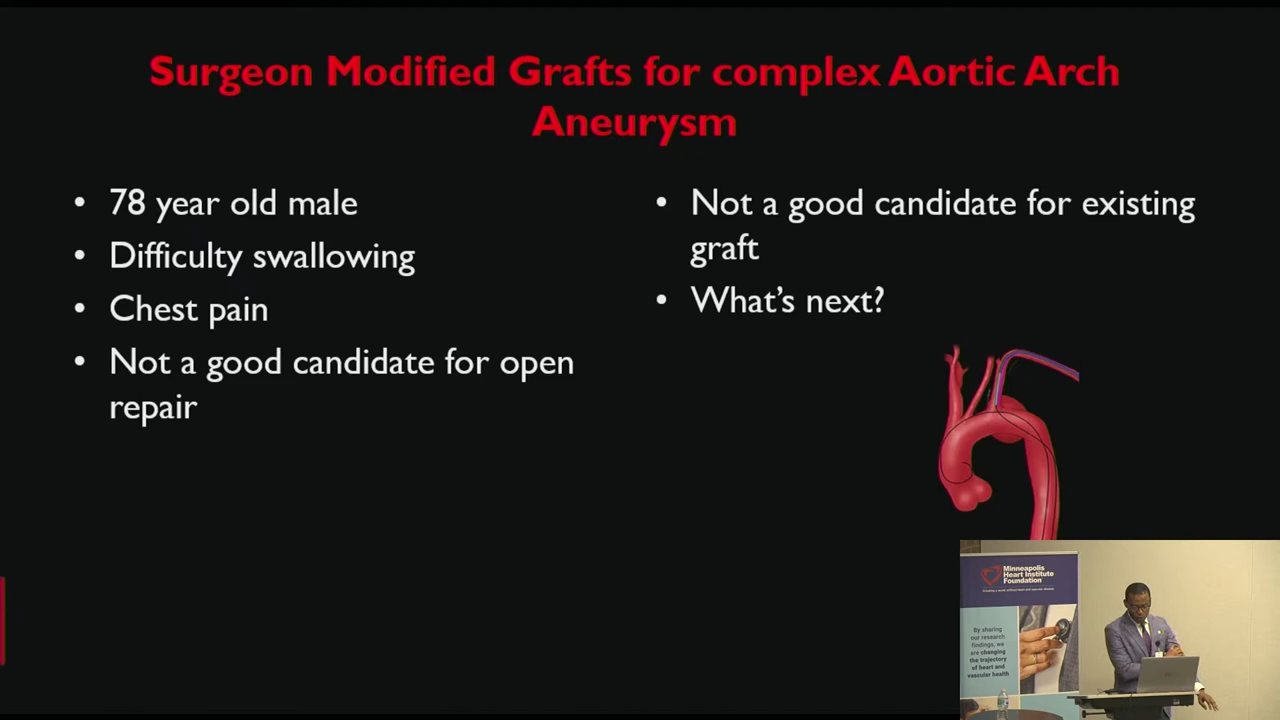 Surgeon Modified Grafts for complex Aortic Arch
Aneurysm
• 78 year old male
• Difficulty swallowing
• Chest pain
• Not a good candidate for open
repair
• Not a good candidate for existing
graft
• What's next?
Minneapolis
Heart Institute
Foundation
By sharing
our research
findings, we
are changing
the trajectory
of heart and
vascular health